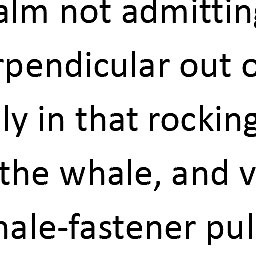 alm not admitting
rpendicular out o
ly in that rocking
the whale, and v
hale-fastener pul